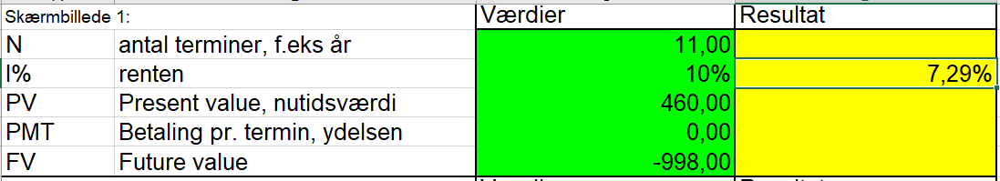 Skærmbillede 1: Værdier Resultat
N antal terminer, f.eks år 11,00
I% renten 10% 7,29%
PV Present value, nutidsværdi 460,00
PMT Betaling pr. termin, ydelsen 0,00
FV Future value -998,00